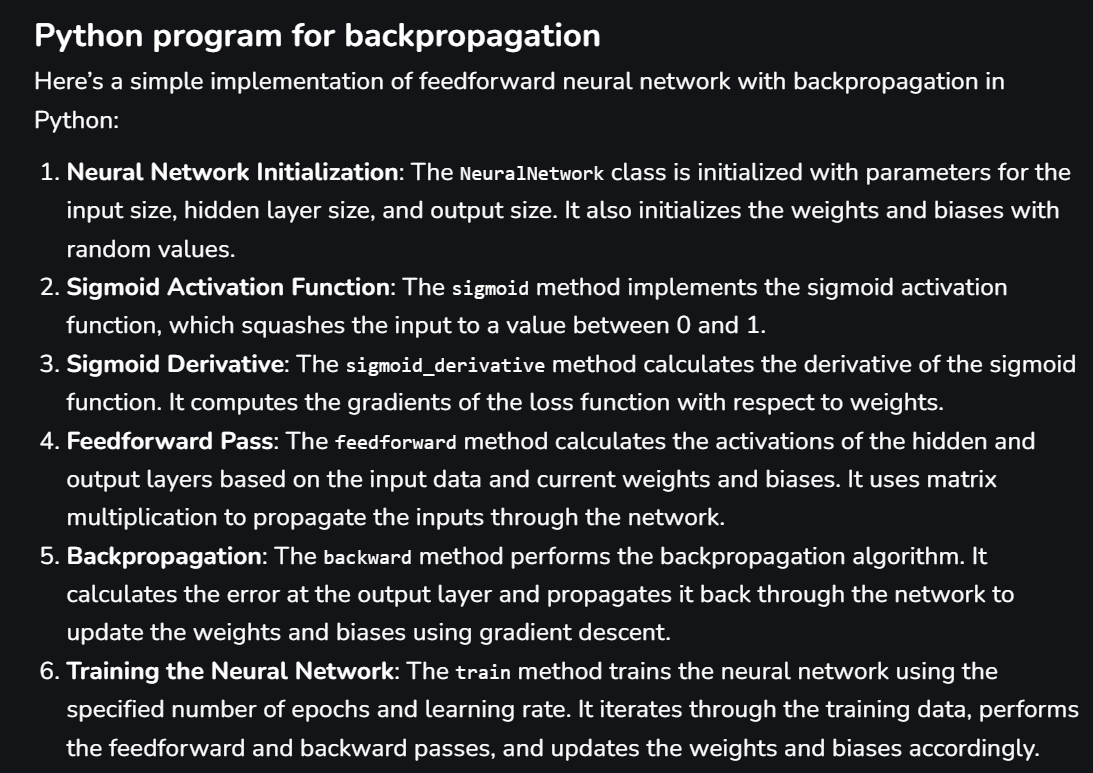 Python program for backpropagation
Here’s a simple implementation of feedforward neural network with backpropagation in
Python:
1. Neural Network Initialization: The NeuralNetwork class is initialized with parameters for the
input size, hidden layer size, and output size. It also initializes the weights and biases with
random values.
2. Sigmoid Activation Function: The sigmoid method implements the sigmoid activation
function, which squashes the input to a value between 0 and 1.
3. Sigmoid Derivative: The sigmoid_derivative method calculates the derivative of the sigmoid
function. It computes the gradients of the loss function with respect to weights.
4. Feedforward Pass: The feedforward method calculates the activations of the hidden and
output layers based on the input data and current weights and biases. It uses matrix
multiplication to propagate the inputs through the network.
5. Backpropagation: The backward method performs the backpropagation algorithm. It
calculates the error at the output layer and propagates it back through the network to
update the weights and biases using gradient descent.
6. Training the Neural Network: The train method trains the neural network using the
specified number of epochs and learning rate. It iterates through the training data, performs
the feedforward and backward passes, and updates the weights and biases accordingly.